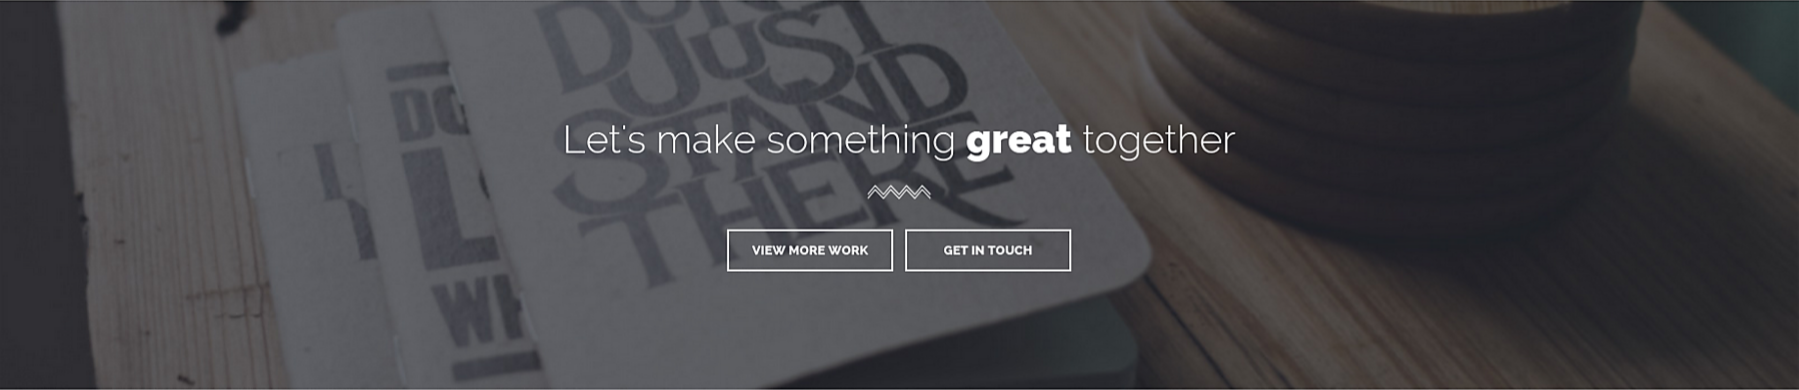 DON'T
JUST
STAND
THERE
DO
WH
Let's make something great together
VIEW MORE WORK
GET IN TOUCH